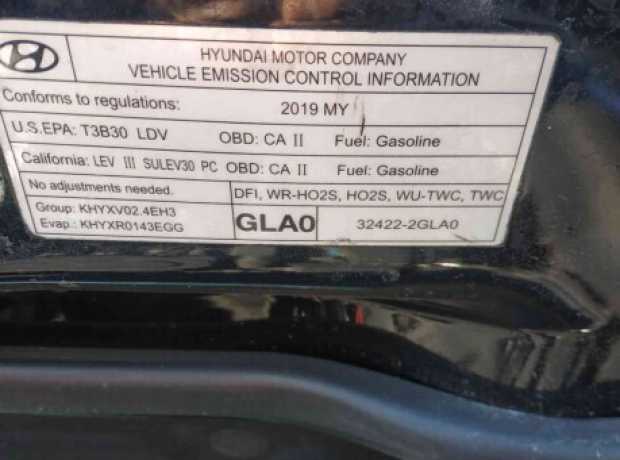 HYUNDAI MOTOR COMPANY
VEHICLE EMISSION CONTROL INFORMATION
Conforms to regulations: 2019 MY
U.S.EPA: T3B30 LDV OBD: CA II Fuel: Gasoline
California: LEV III SULEV30 PC OBD: CA II Fuel: Gasoline
No adjustments needed. DFI, WR-HO2S, HO2S, WU-TWC, TWC
Group: KHYXV02.4EH3
Evap.: KHYXR0143EGG
GLA0 32422-2GLA0